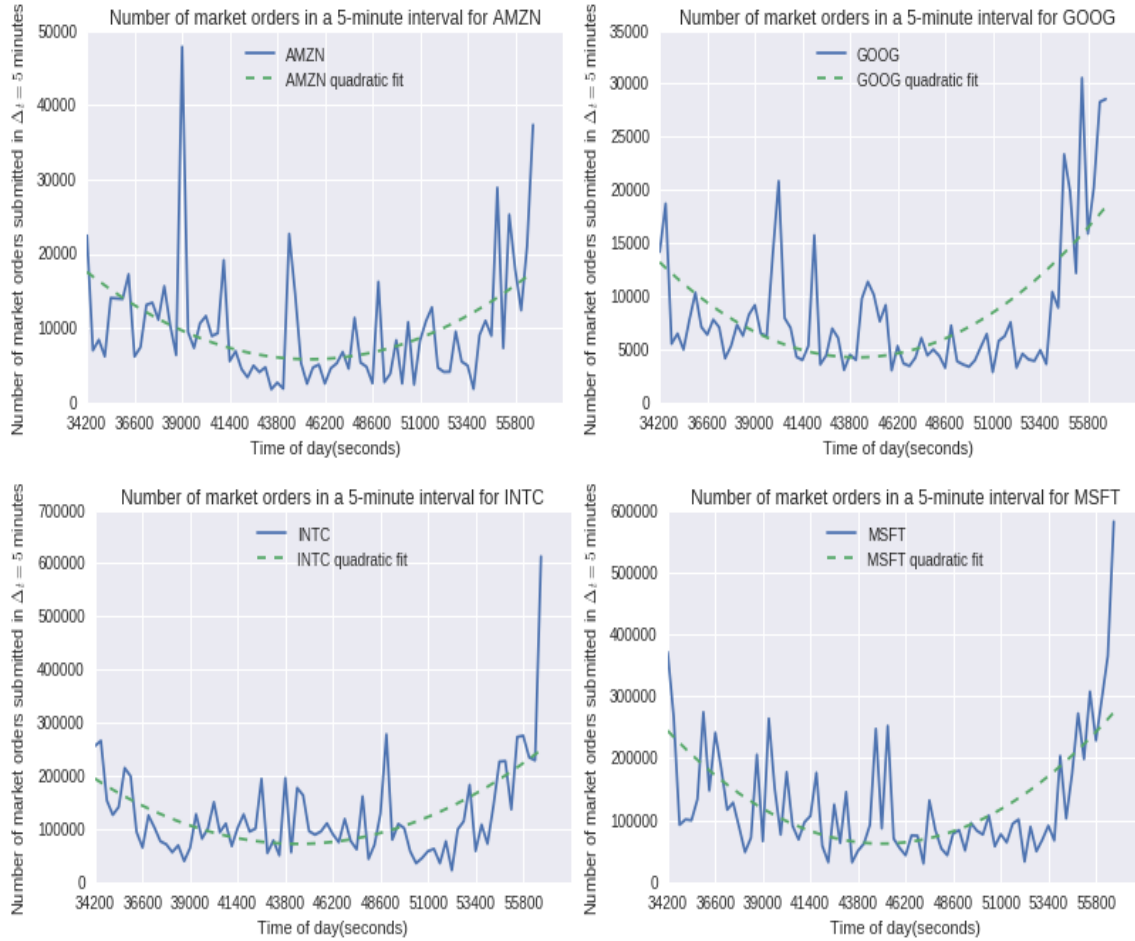 Number of market orders in a 5-minute interval for AMZN
Number of market orders submitted in Δt = 5 minutes
50000
40000
30000
20000
10000
0
AMZN
AMZN quadratic fit
34200 36600 39000 41400 43800 46200 48600 51000 53400 55800
Time of day(seconds)
Number of market orders in a 5-minute interval for GOOG
Number of market orders submitted in Δt = 5 minutes
35000
30000
25000
20000
15000
10000
5000
0
GOOG
GOOG quadratic fit
34200 36600 39000 41400 43800 46200 48600 51000 53400 55800
Time of day(seconds)
Number of market orders in a 5-minute interval for INTC
Number of market orders submitted in Δt = 5 minutes
700000
600000
500000
400000
300000
200000
100000
0
INTC
INTC quadratic fit
34200 36600 39000 41400 43800 46200 48600 51000 53400 55800
Time of day(seconds)
Number of market orders in a 5-minute interval for MSFT
Number of market orders submitted in Δt = 5 minutes
600000
500000
400000
300000
200000
100000
0
MSFT
MSFT quadratic fit
34200 36600 39000 41400 43800 46200 48600 51000 53400 55800
Time of day(seconds)